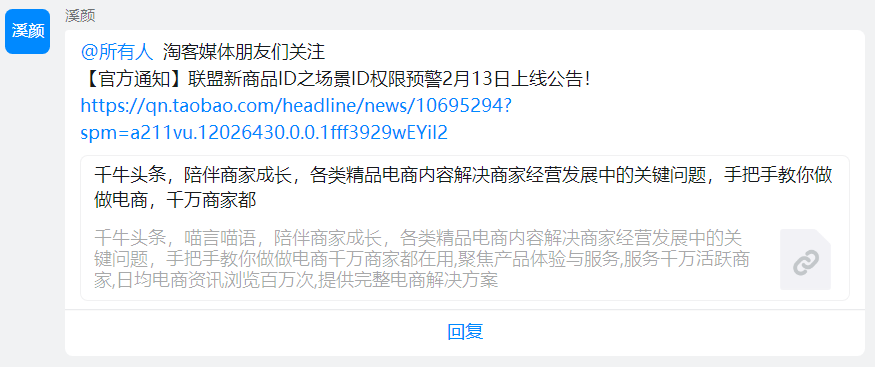 溪颜
溪颜
@所有人 淘客媒体朋友们关注
【官方通知】联盟新商品ID之场景ID权限预警2月13日上线公告！
https://qn.taobao.com/headline/news/10695294?
spm=a211vu.12026430.0.0.1fff3929wEYiI2
千牛头条，陪伴商家成长，各类精品电商内容解决商家经营发展中的关键问题，手把手教你做
做电商，千万商家都
千牛头条，喵言喵语，陪伴商家成长，各类精品电商内容解决商家经营发展中的关
键问题，手把手教你做做电商千万商家都在用,聚焦产品体验与服务,服务千万活跃商
家,日均电商资讯浏览百万次,提供完整电商解决方案
回复